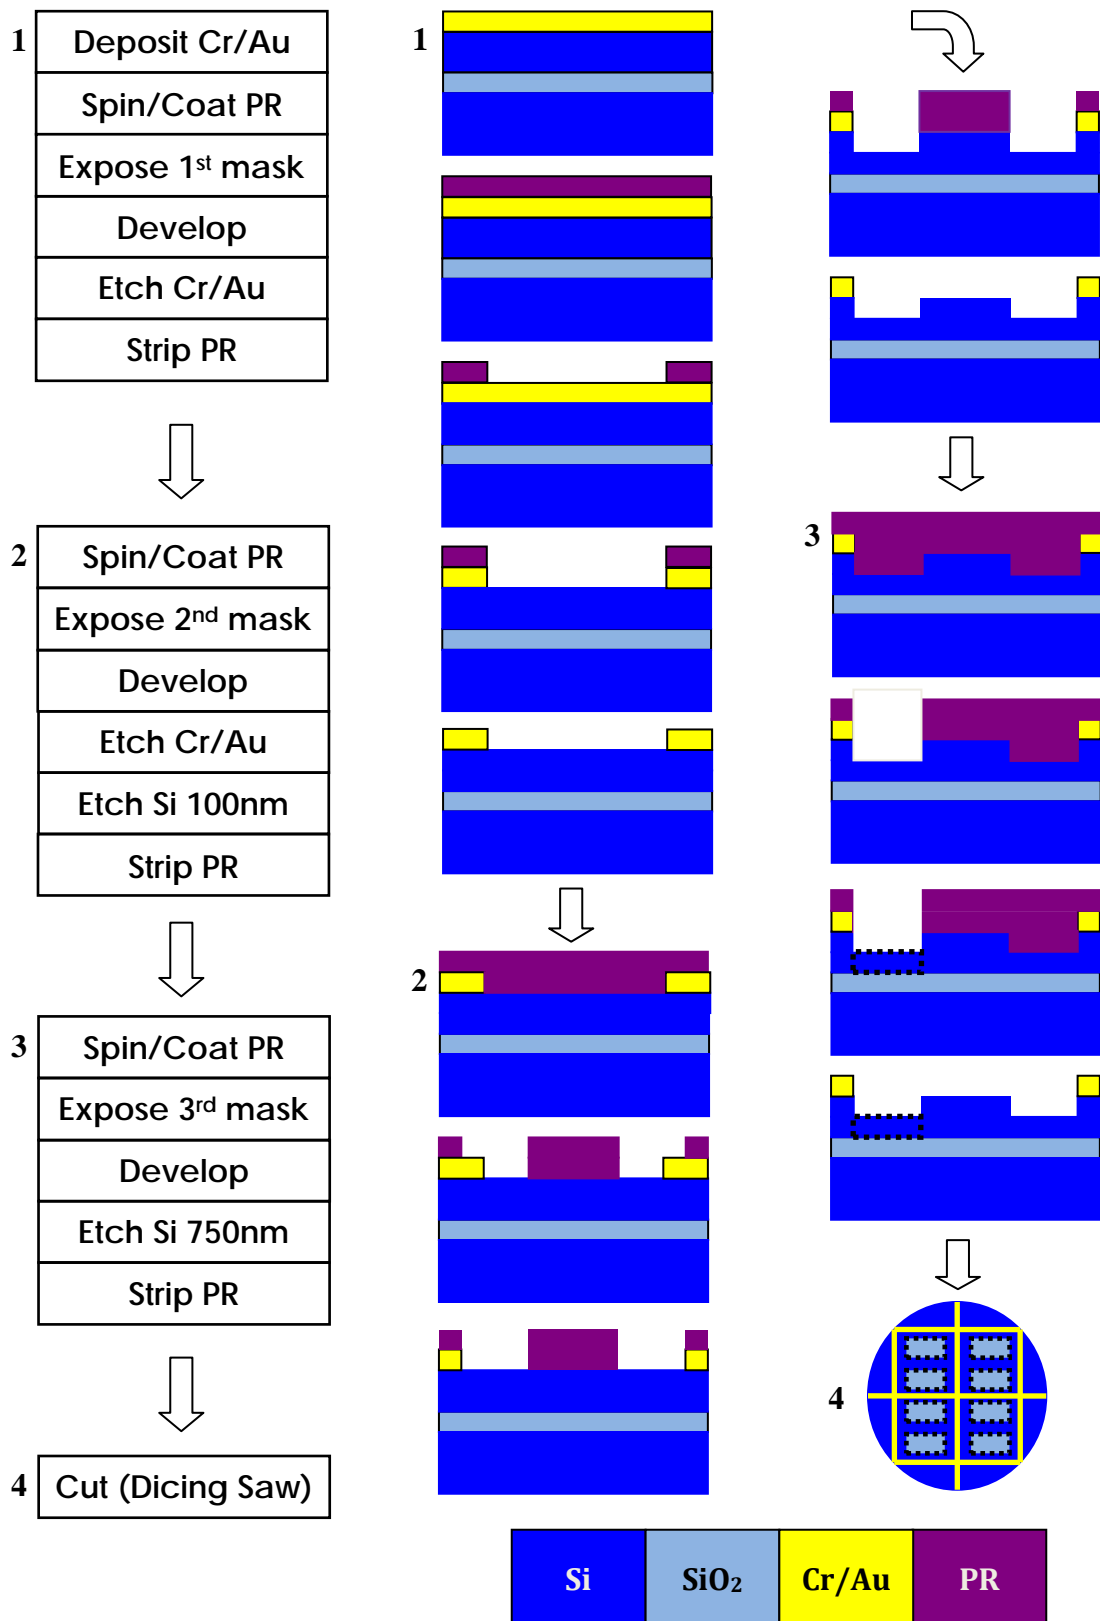 1
Deposit Cr/Au
Spin/Coat PR
Expose 1st mask
Develop
Etch Cr/Au
Strip PR
2
Spin/Coat PR
Expose 2nd mask
Develop
Etch Cr/Au
Etch Si 100nm
Strip PR
3
Spin/Coat PR
Expose 3rd mask
Develop
Etch Si 750nm
Strip PR
4
Cut (Dicing Saw)
1
2
3
4
Si
SiO₂
Cr/Au
PR